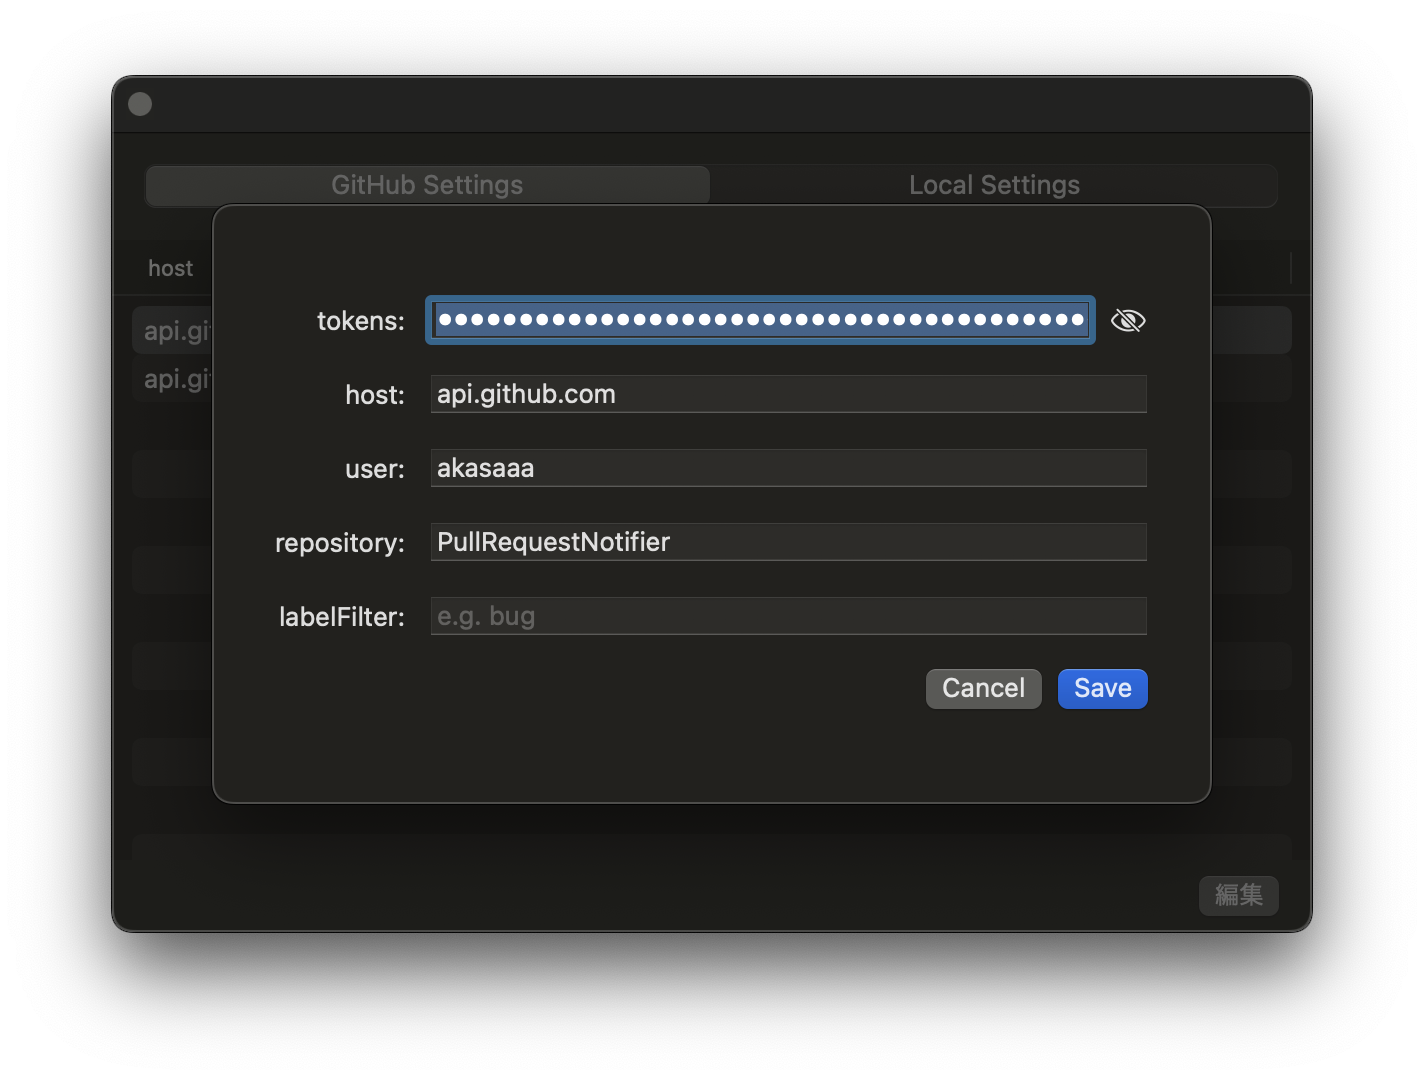 GitHub Settings
Local Settings
host
api.gi
api.gi
tokens: ●●●●●●●●●●●●●●●●●●●●●●●●●●●●●●●●●●●●●●●●
host: api.github.com
user: akasaaa
repository: PullRequestNotifier
labelFilter: e.g. bug
Cancel
Save
編集